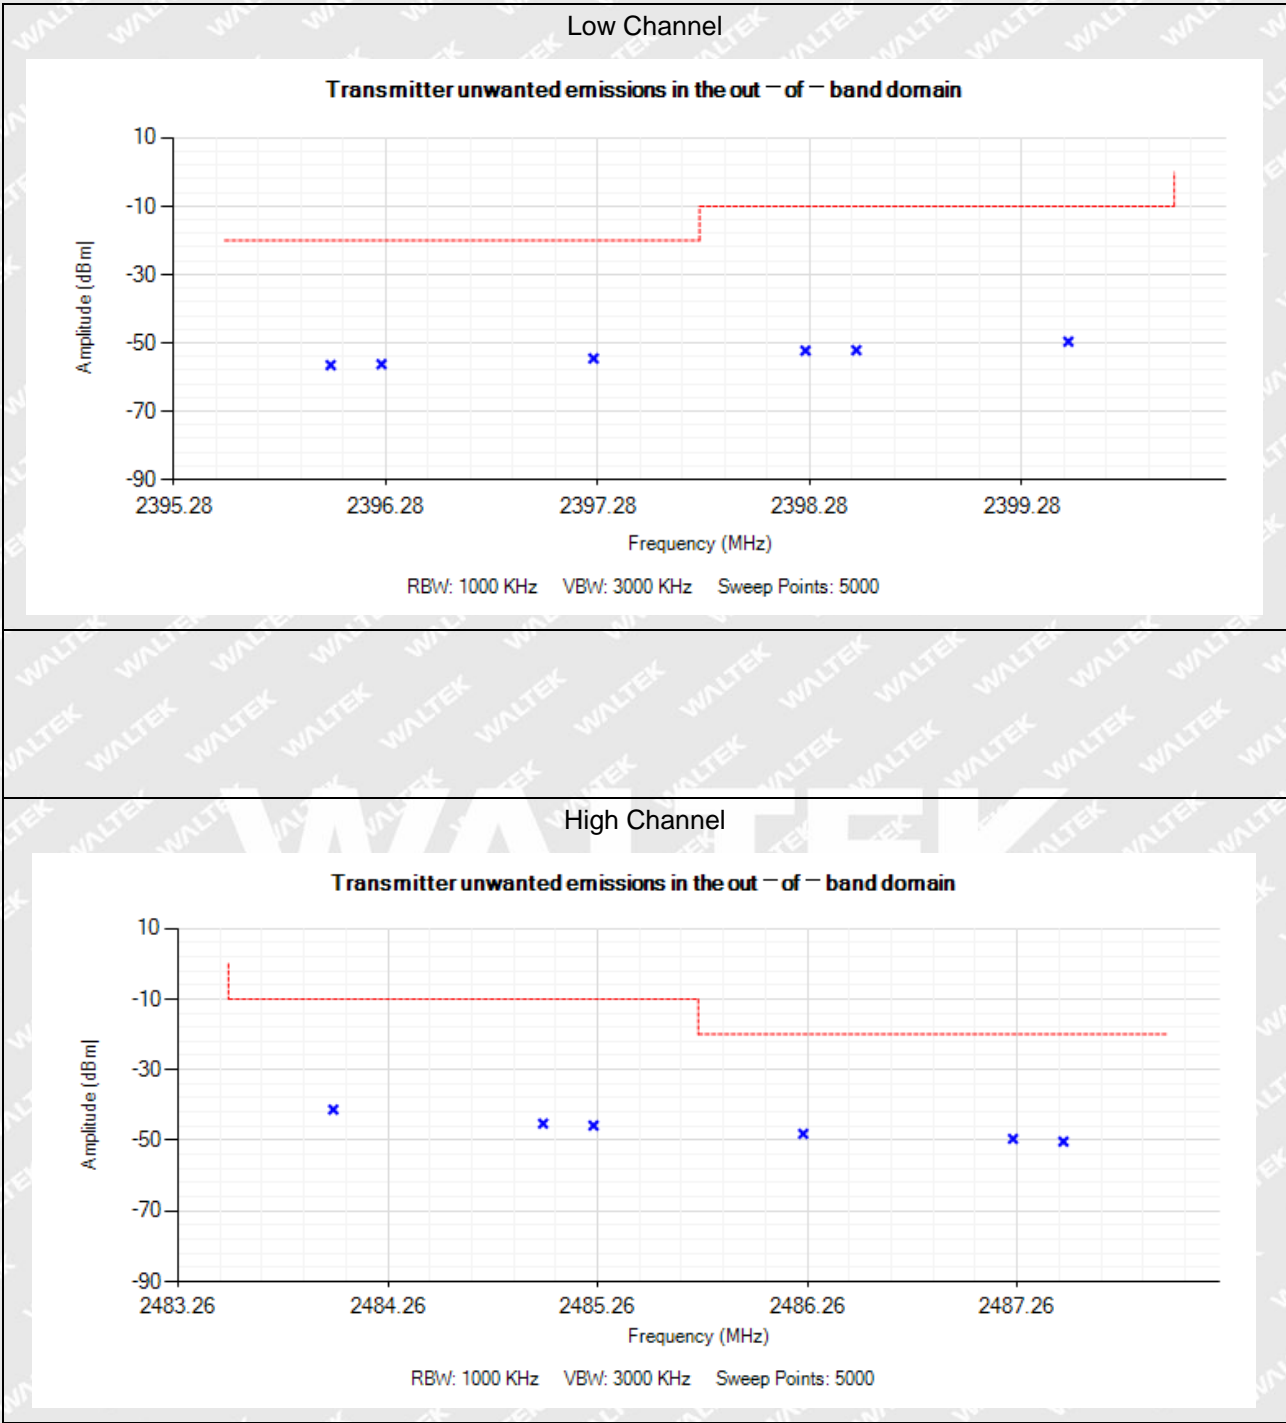 Low Channel
Transmitter unwanted emissions in the out − of − band domain
10
-10
-30
-50
-70
-90
Amplitude [dBm]
2395.28 2396.28 2397.28 2398.28 2399.28
Frequency (MHz)
RBW: 1000 KHz VBW: 3000 KHz Sweep Points: 5000
WALTEK
High Channel
Transmitter unwanted emissions in the out − of − band domain
10
-10
-30
-50
-70
-90
Amplitude [dBm]
2483.26 2484.26 2485.26 2486.26 2487.26
Frequency (MHz)
RBW: 1000 KHz VBW: 3000 KHz Sweep Points: 5000